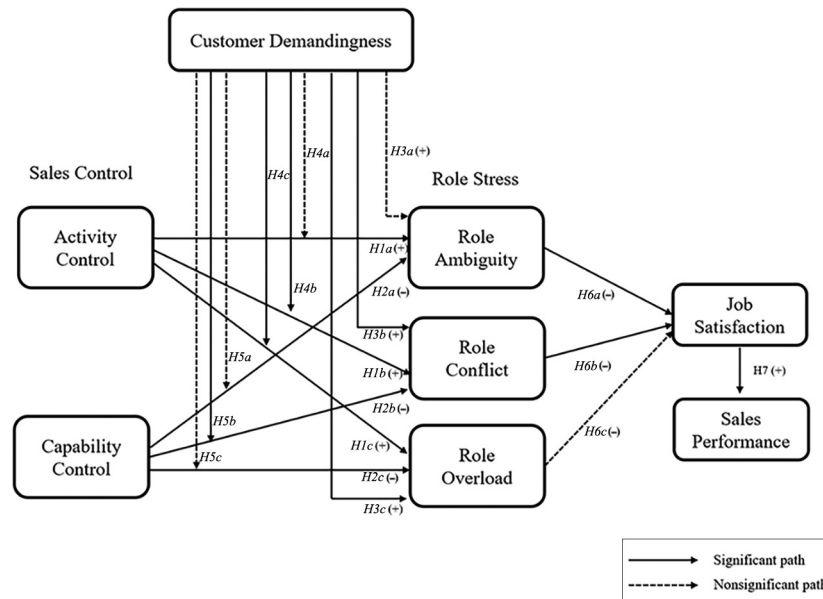 Customer Demandingness
H3a (+)
H4a
H4c
Sales Control
Role Stress
Activity
Control
Role
Ambiguity
H1a (+)
H2a (-)
H4b
H6a (-)
Job
Satisfaction
H3b (+)
Role
Conflict
H5a
H1b (+)
H6b (-)
H7 (+)
H2b (-)
H5b
Sales
Performance
Capability
Control
H1c (+)
H6c (-)
H5c
Role
Overload
H2c (-)
H3c (+)
Significant path
Nonsignificant path